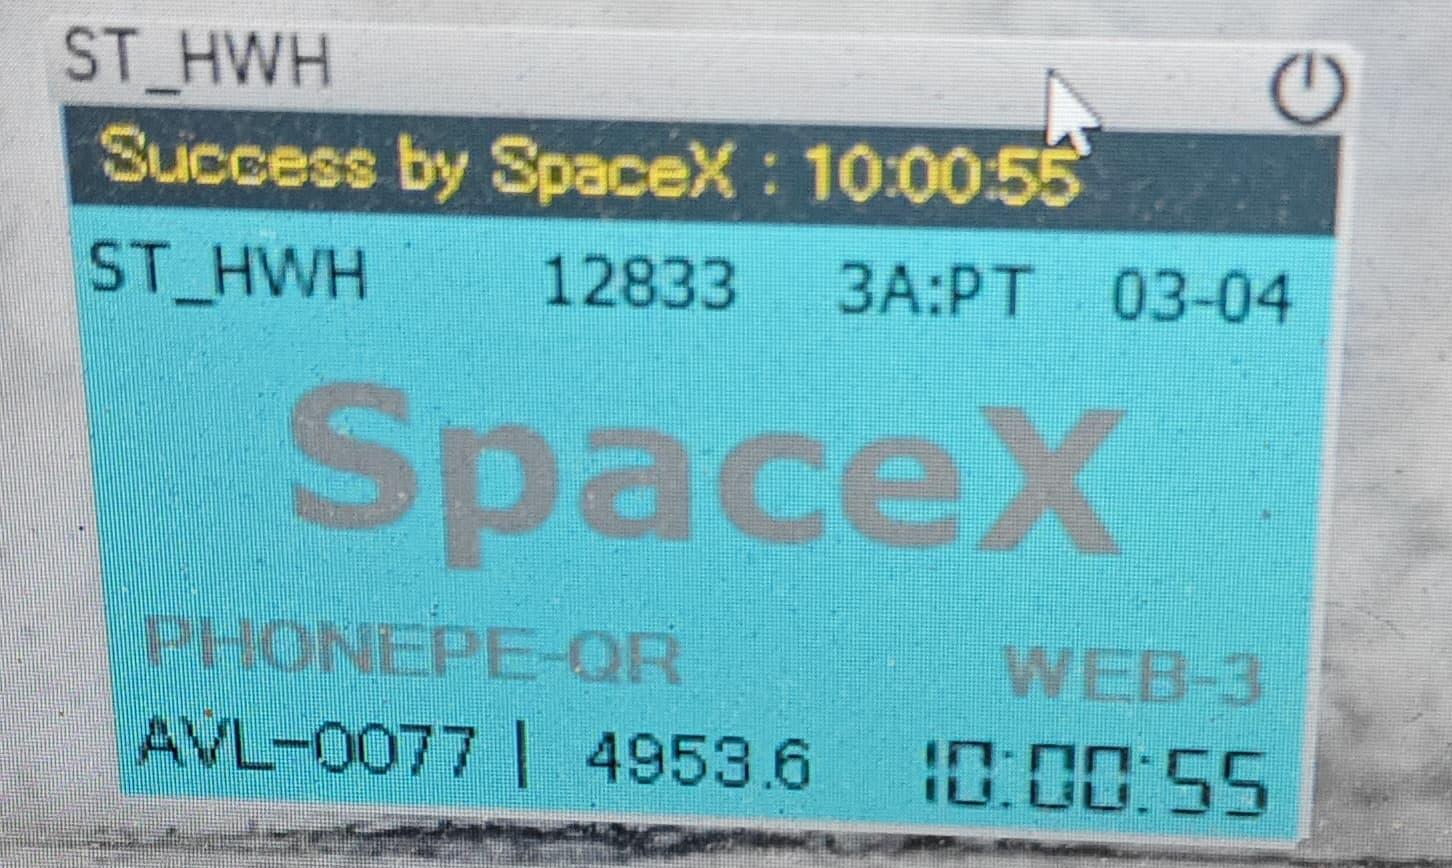 ST_HWH
Success by SpaceX : 10:00:55
ST_HWH 12833 3A:PT 03-04
SpaceX
PHONEPE-QR WEB-3
AVL-0077 | 4953.6 10:00:55